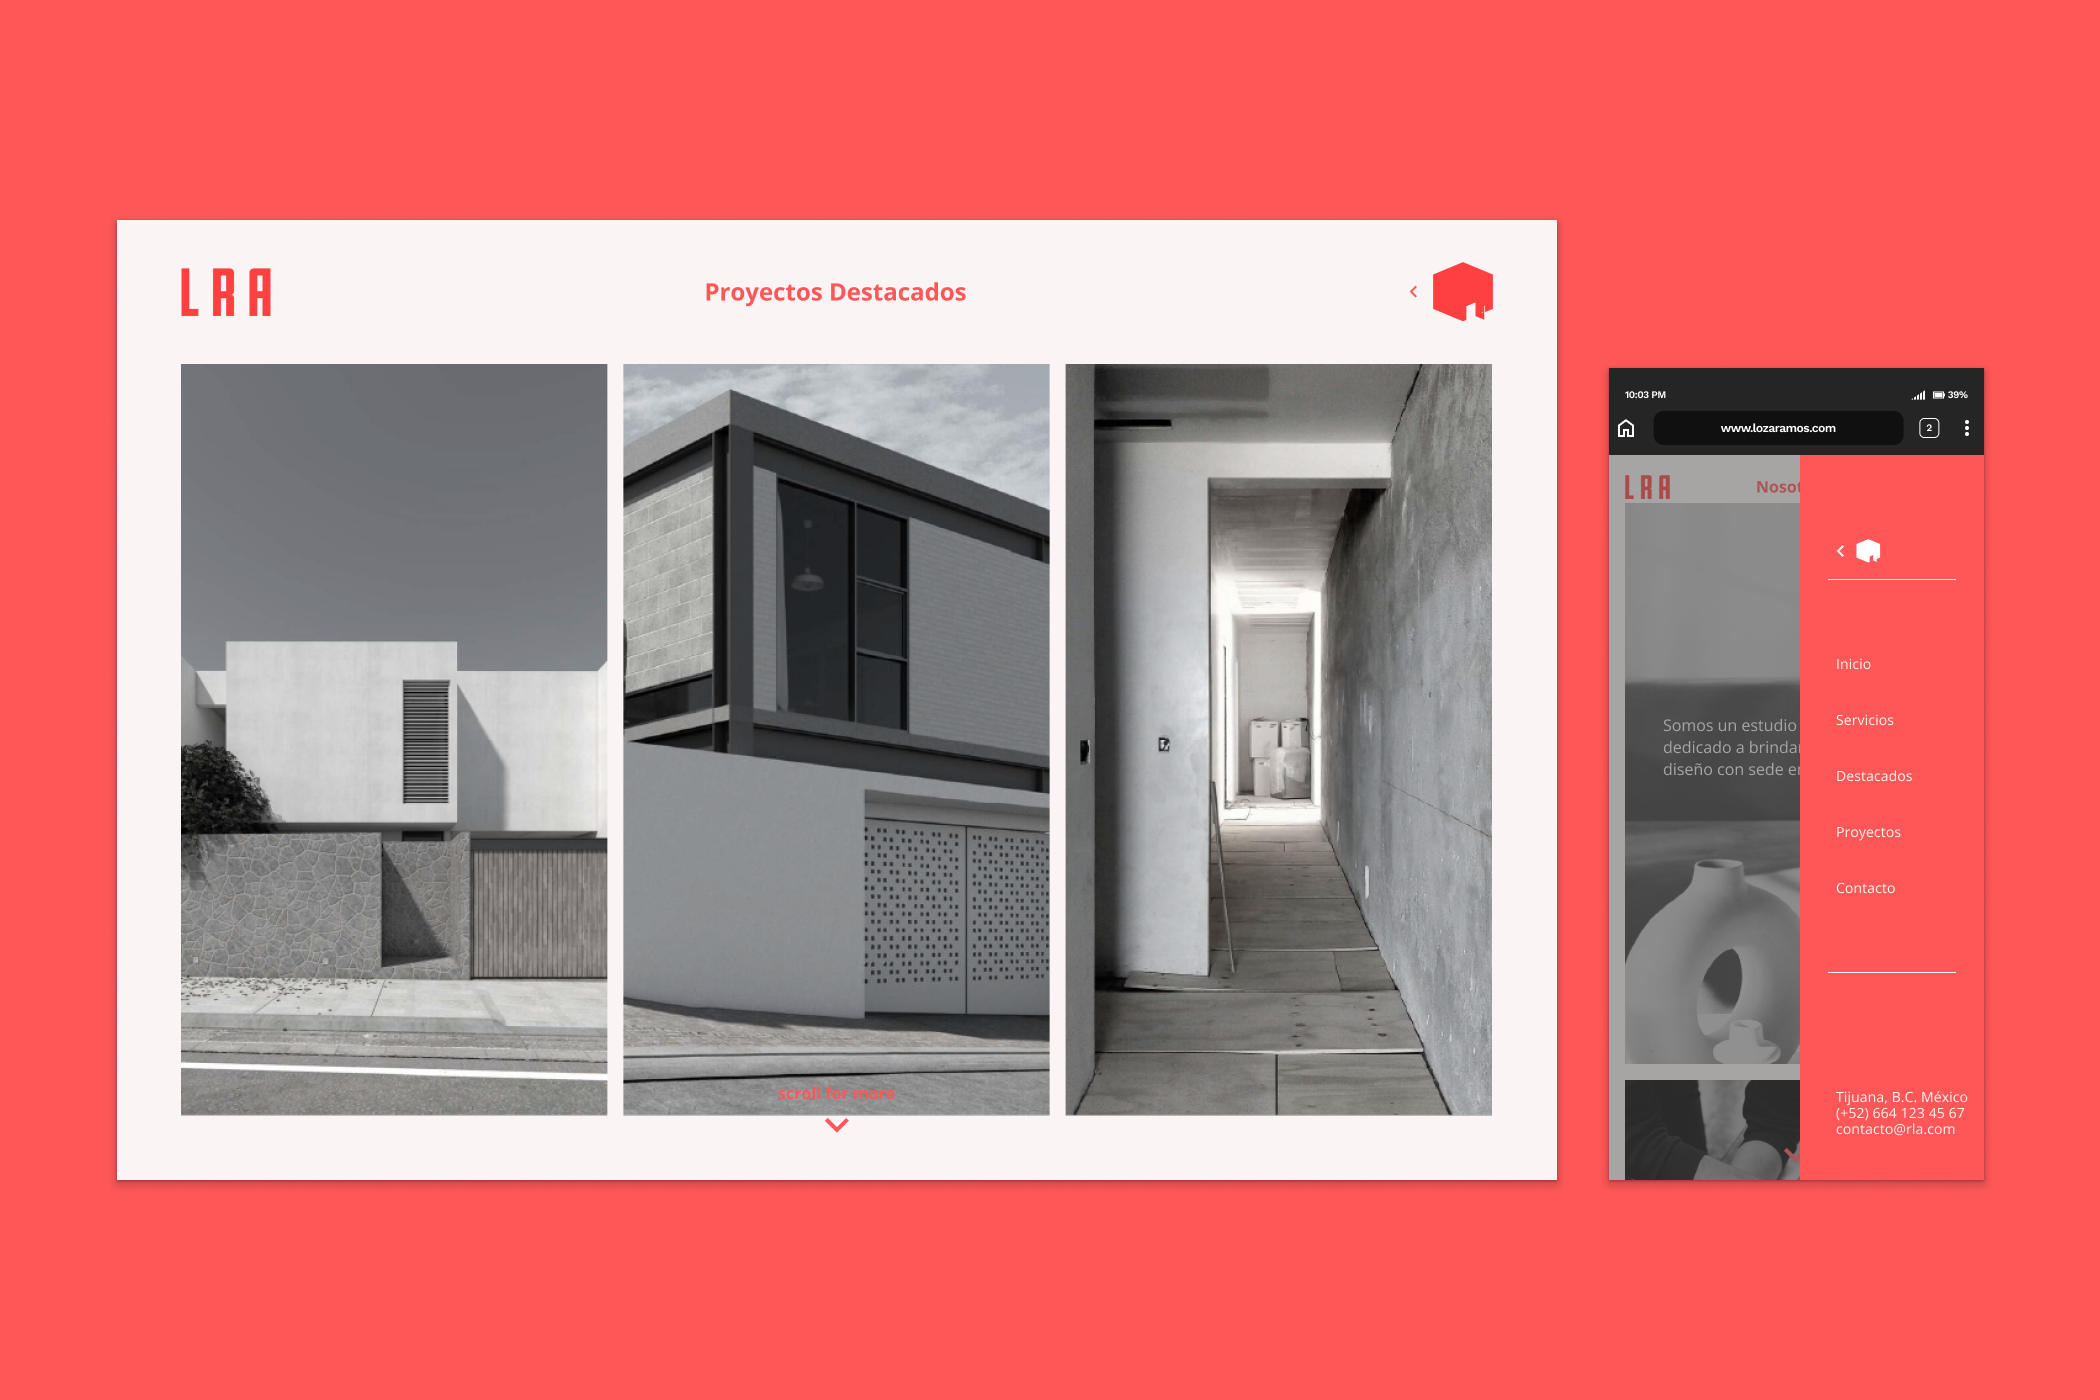 LRA
Proyectos Destacados
scroll for more
10:03 PM
39%
www.lozaramos.com
2
LRA
Nosot
Somos un estudio
dedicado a brindar
diseño con sede en
Inicio
Servicios
Destacados
Proyectos
Contacto
Tijuana, B.C. México
(+52) 664 123 45 67
contacto@rla.com